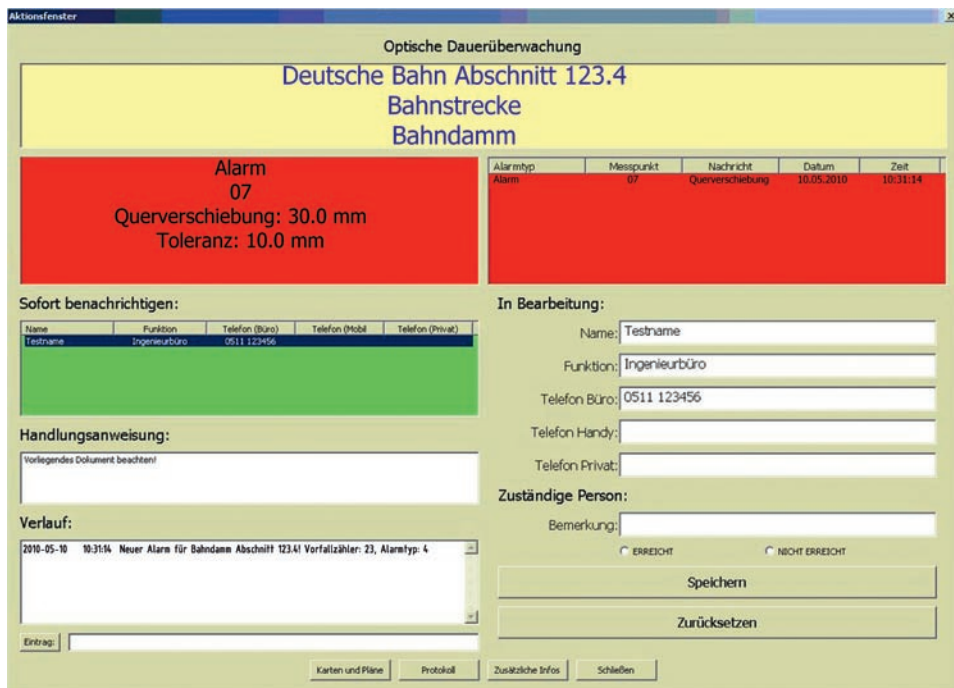 Aktionsfenster
Optische Dauerüberwachung
Deutsche Bahn Abschnitt 123.4
Bahnstrecke
Bahndamm
Alarm
07
Querverschiebung: 30.0 mm
Toleranz: 10.0 mm
Alarmtyp Messpunkt Nachricht Datum Zeit
Alarm 07 Querverschiebung 10.05.2010 10:31:14
Sofort benachrichtigen:
Name Funktion Telefon (Büro) Telefon (Mobil Telefon (Privat)
Testname Ingenieurbüro 0511 123456
Handlungsanweisung:
Vorliegendes Dokument beachten!
Verlauf:
2010-05-10 10:31:14 Neuer Alarm für Bahndamm Abschnitt 123.4! Vorfallzähler: 23, Alarmtyp: 4
Eintrag:
In Bearbeitung:
Name: Testname
Funktion: Ingenieurbüro
Telefon Büro: 0511 123456
Telefon Handy:
Telefon Privat:
Zuständige Person:
Bemerkung:
ERREICHT NICHT ERREICHT
Speichern
Zurücksetzen
Karten und Pläne Protokoll Zusätzliche Infos Schließen